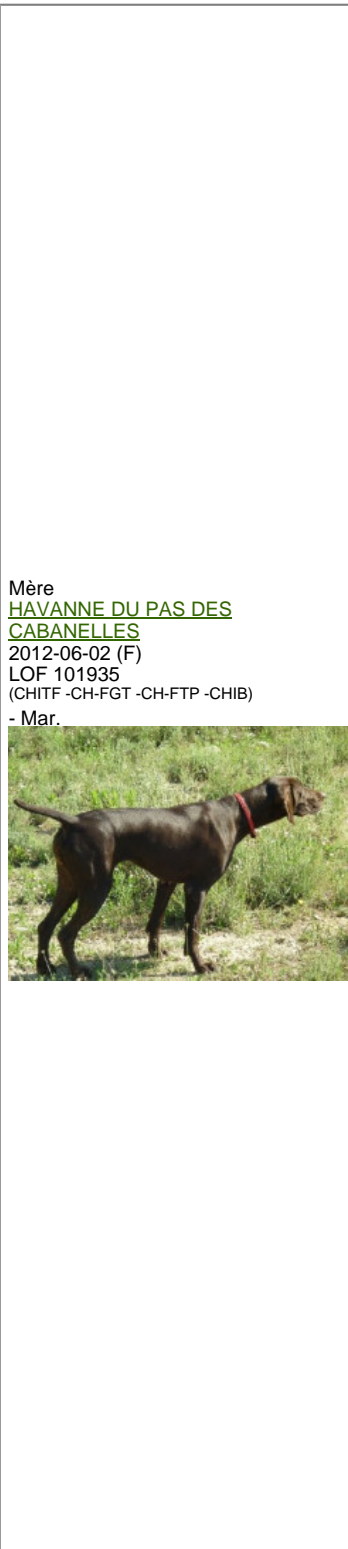 Mère
HAVANNE DU PAS DES
CABANELLES
2012-06-02 (F)
LOF 101935
(CHITF -CH-FGT -CH-FTP -CHIB)
- Mar.